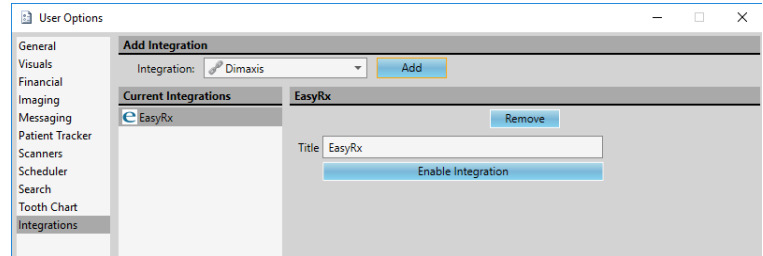 User Options
General
Visuals
Financial
Imaging
Messaging
Patient Tracker
Scanners
Scheduler
Search
Tooth Chart
Integrations
Add Integration
Integration: Dimaxis Add
Current Integrations
EasyRx
EasyRx
Remove
Title EasyRx
Enable Integration